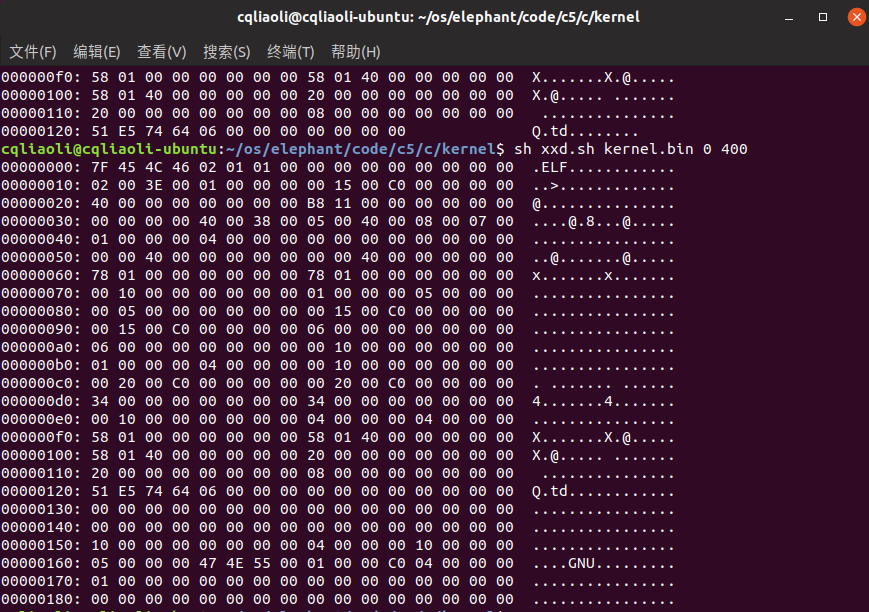 cqliaoli@cqliaoli-ubuntu: ~/os/elephant/code/c5/c/kernel
文件(F) 编辑(E) 查看(V) 搜索(S) 终端(T) 帮助(H)
000000f0: 58 01 00 00 00 00 00 00 58 01 40 00 00 00 00 00  X.......X.@.....
00000100: 58 01 40 00 00 00 00 00 20 00 00 00 00 00 00 00  X.@..... .......
00000110: 20 00 00 00 00 00 00 00 08 00 00 00 00 00 00 00   ...............
00000120: 51 E5 74 64 06 00 00 00 00 00 00 00              Q.td........
cqliaoli@cqliaoli-ubuntu:~/os/elephant/code/c5/c/kernel$ sh xxd.sh kernel.bin 0 400
00000000: 7F 45 4C 46 02 01 01 00 00 00 00 00 00 00 00 00  .ELF............
00000010: 02 00 3E 00 01 00 00 00 00 15 00 C0 00 00 00 00  ..>.............
00000020: 40 00 00 00 00 00 00 00 B8 11 00 00 00 00 00 00  @...............
00000030: 00 00 00 00 40 00 38 00 05 00 40 00 08 00 07 00  ....@.8...@.....
00000040: 01 00 00 00 04 00 00 00 00 00 00 00 00 00 00 00  ................
00000050: 00 00 40 00 00 00 00 00 00 00 40 00 00 00 00 00  ..@.......@.....
00000060: 78 01 00 00 00 00 00 00 78 01 00 00 00 00 00 00  x.......x.......
00000070: 00 10 00 00 00 00 00 00 01 00 00 00 05 00 00 00  ................
00000080: 00 05 00 00 00 00 00 00 00 15 00 C0 00 00 00 00  ................
00000090: 00 15 00 C0 00 00 00 00 06 00 00 00 00 00 00 00  ................
000000a0: 06 00 00 00 00 00 00 00 00 10 00 00 00 00 00 00  ................
000000b0: 01 00 00 00 04 00 00 00 00 10 00 00 00 00 00 00  ................
000000c0: 00 20 00 C0 00 00 00 00 00 20 00 C0 00 00 00 00  . ....... ......
000000d0: 34 00 00 00 00 00 00 00 34 00 00 00 00 00 00 00  4.......4.......
000000e0: 00 10 00 00 00 00 00 00 04 00 00 00 04 00 00 00  ................
000000f0: 58 01 00 00 00 00 00 00 58 01 40 00 00 00 00 00  X.......X.@.....
00000100: 58 01 40 00 00 00 00 00 20 00 00 00 00 00 00 00  X.@..... .......
00000110: 20 00 00 00 00 00 00 00 08 00 00 00 00 00 00 00   ...............
00000120: 51 E5 74 64 06 00 00 00 00 00 00 00 00 00 00 00  Q.td............
00000130: 00 00 00 00 00 00 00 00 00 00 00 00 00 00 00 00  ................
00000140: 00 00 00 00 00 00 00 00 00 00 00 00 00 00 00 00  ................
00000150: 10 00 00 00 00 00 00 00 04 00 00 00 10 00 00 00  ................
00000160: 05 00 00 00 47 4E 55 00 01 00 00 C0 04 00 00 00  ....GNU.........
00000170: 01 00 00 00 00 00 00 00 00 00 00 00 00 00 00 00  ................
00000180: 00 00 00 00 00 00 00 00 00 00 00 00 00 00 00 00  ................